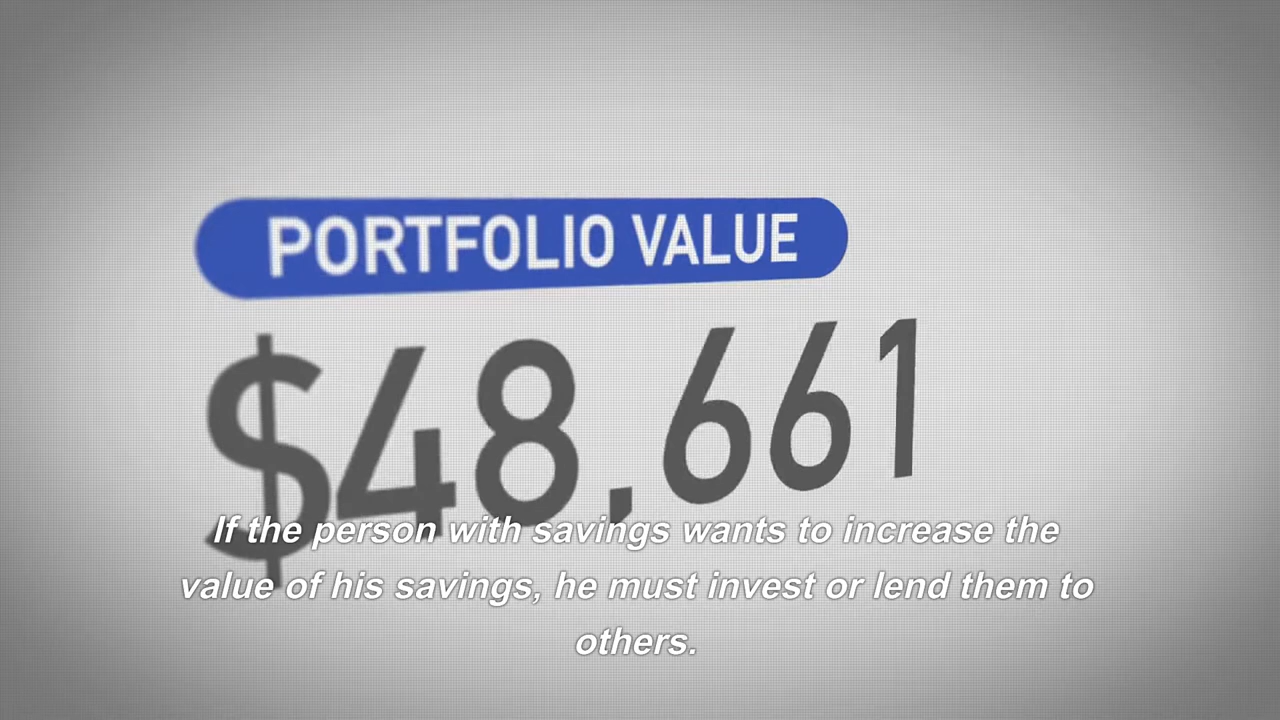 PORTFOLIO VALUE
$48,661
If the person with savings wants to increase the
value of his savings, he must invest or lend them to
others.